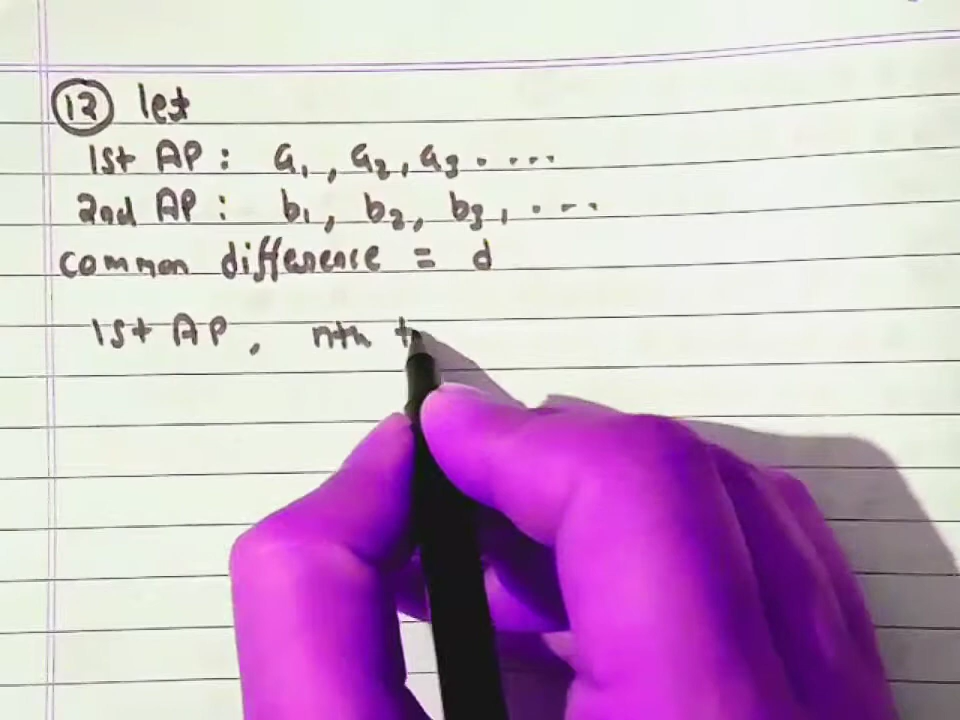 12 let
1st AP : a1, a2, a3 . ....
2nd AP : b1, b2, b3, . ...
common difference = d
1st AP, nth t